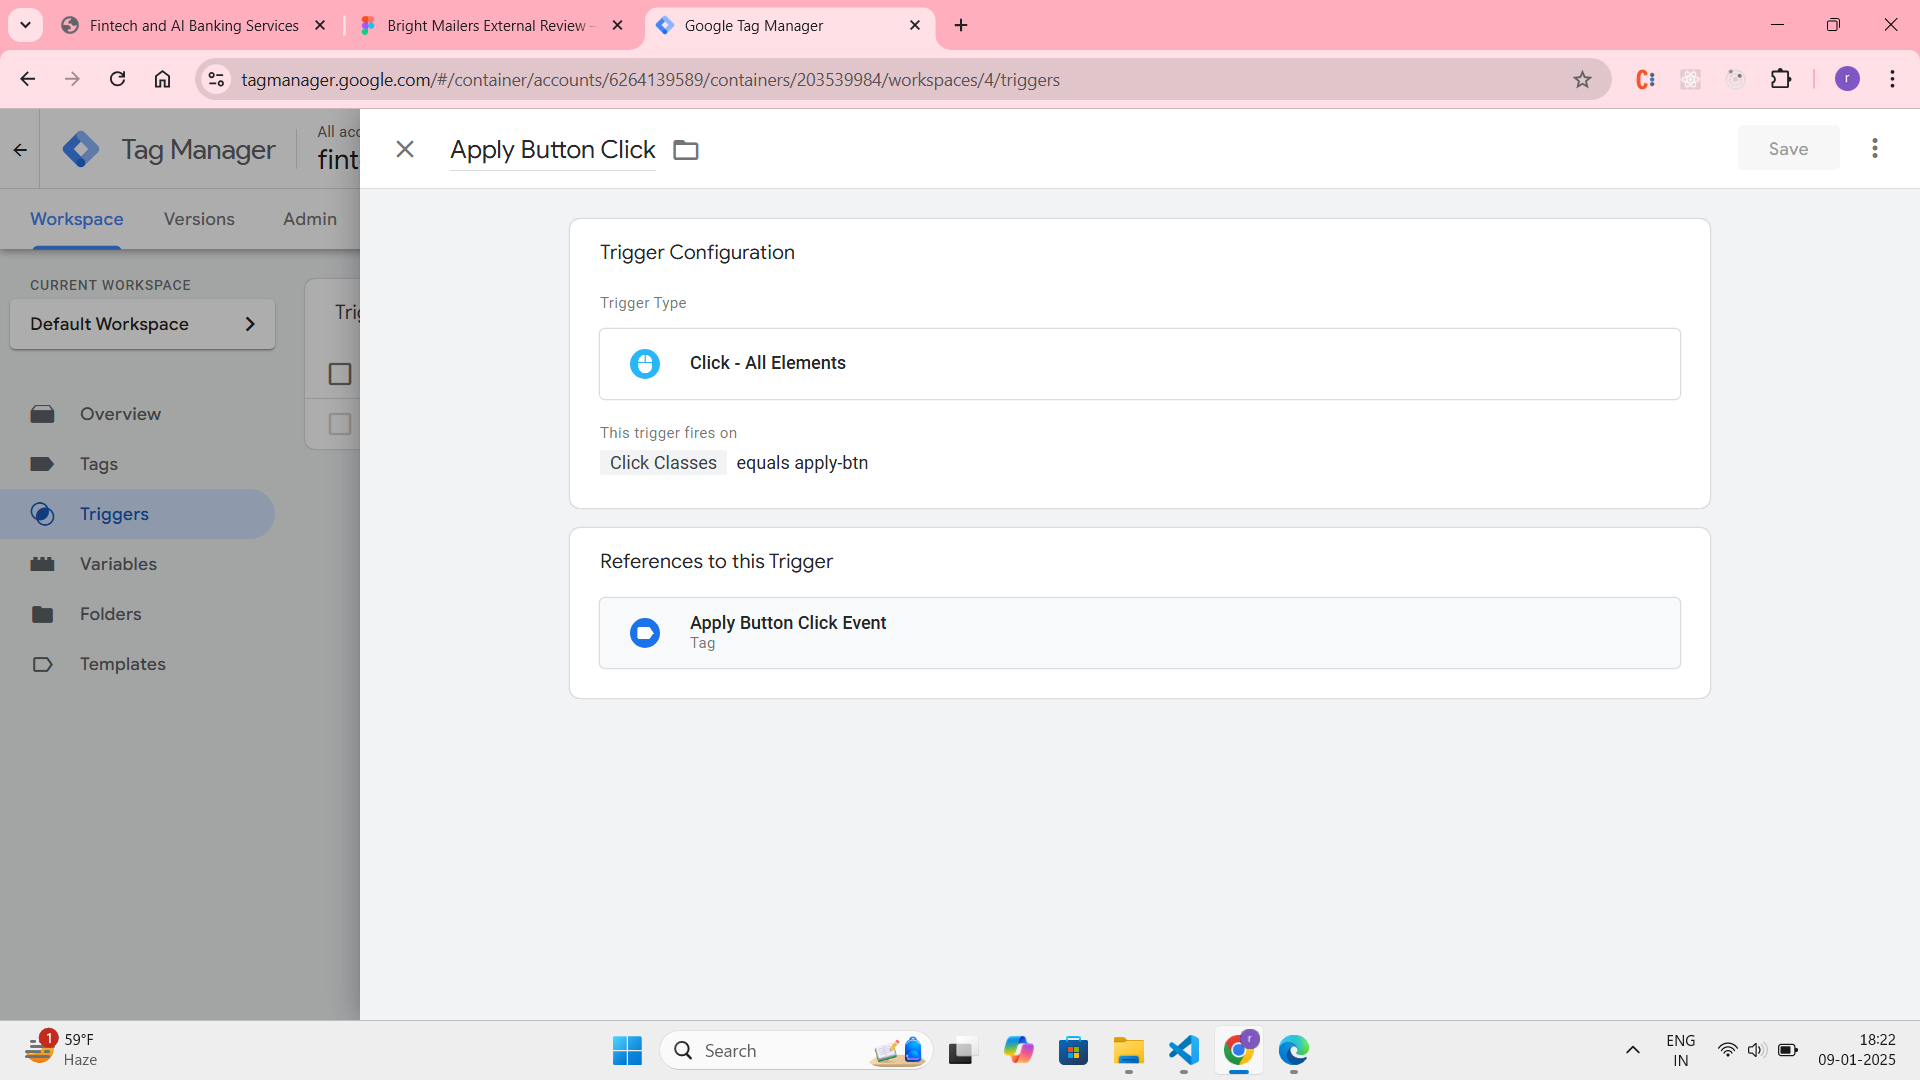 Fintech and AI Banking Services
Bright Mailers External Review -
Google Tag Manager
tagmanager.google.com/#/container/accounts/6264139589/containers/203539984/workspaces/4/triggers
r
Tag Manager
All acc
fint
Apply Button Click
Save
Workspace
Versions
Admin
CURRENT WORKSPACE
Default Workspace
Overview
Tags
Triggers
Variables
Folders
Templates
Trig
Trigger Configuration
Trigger Type
Click - All Elements
This trigger fires on
Click Classes equals apply-btn
References to this Trigger
Apply Button Click Event
Tag
1
59°F
Haze
Search
r
ENG
IN
18:22
09-01-2025